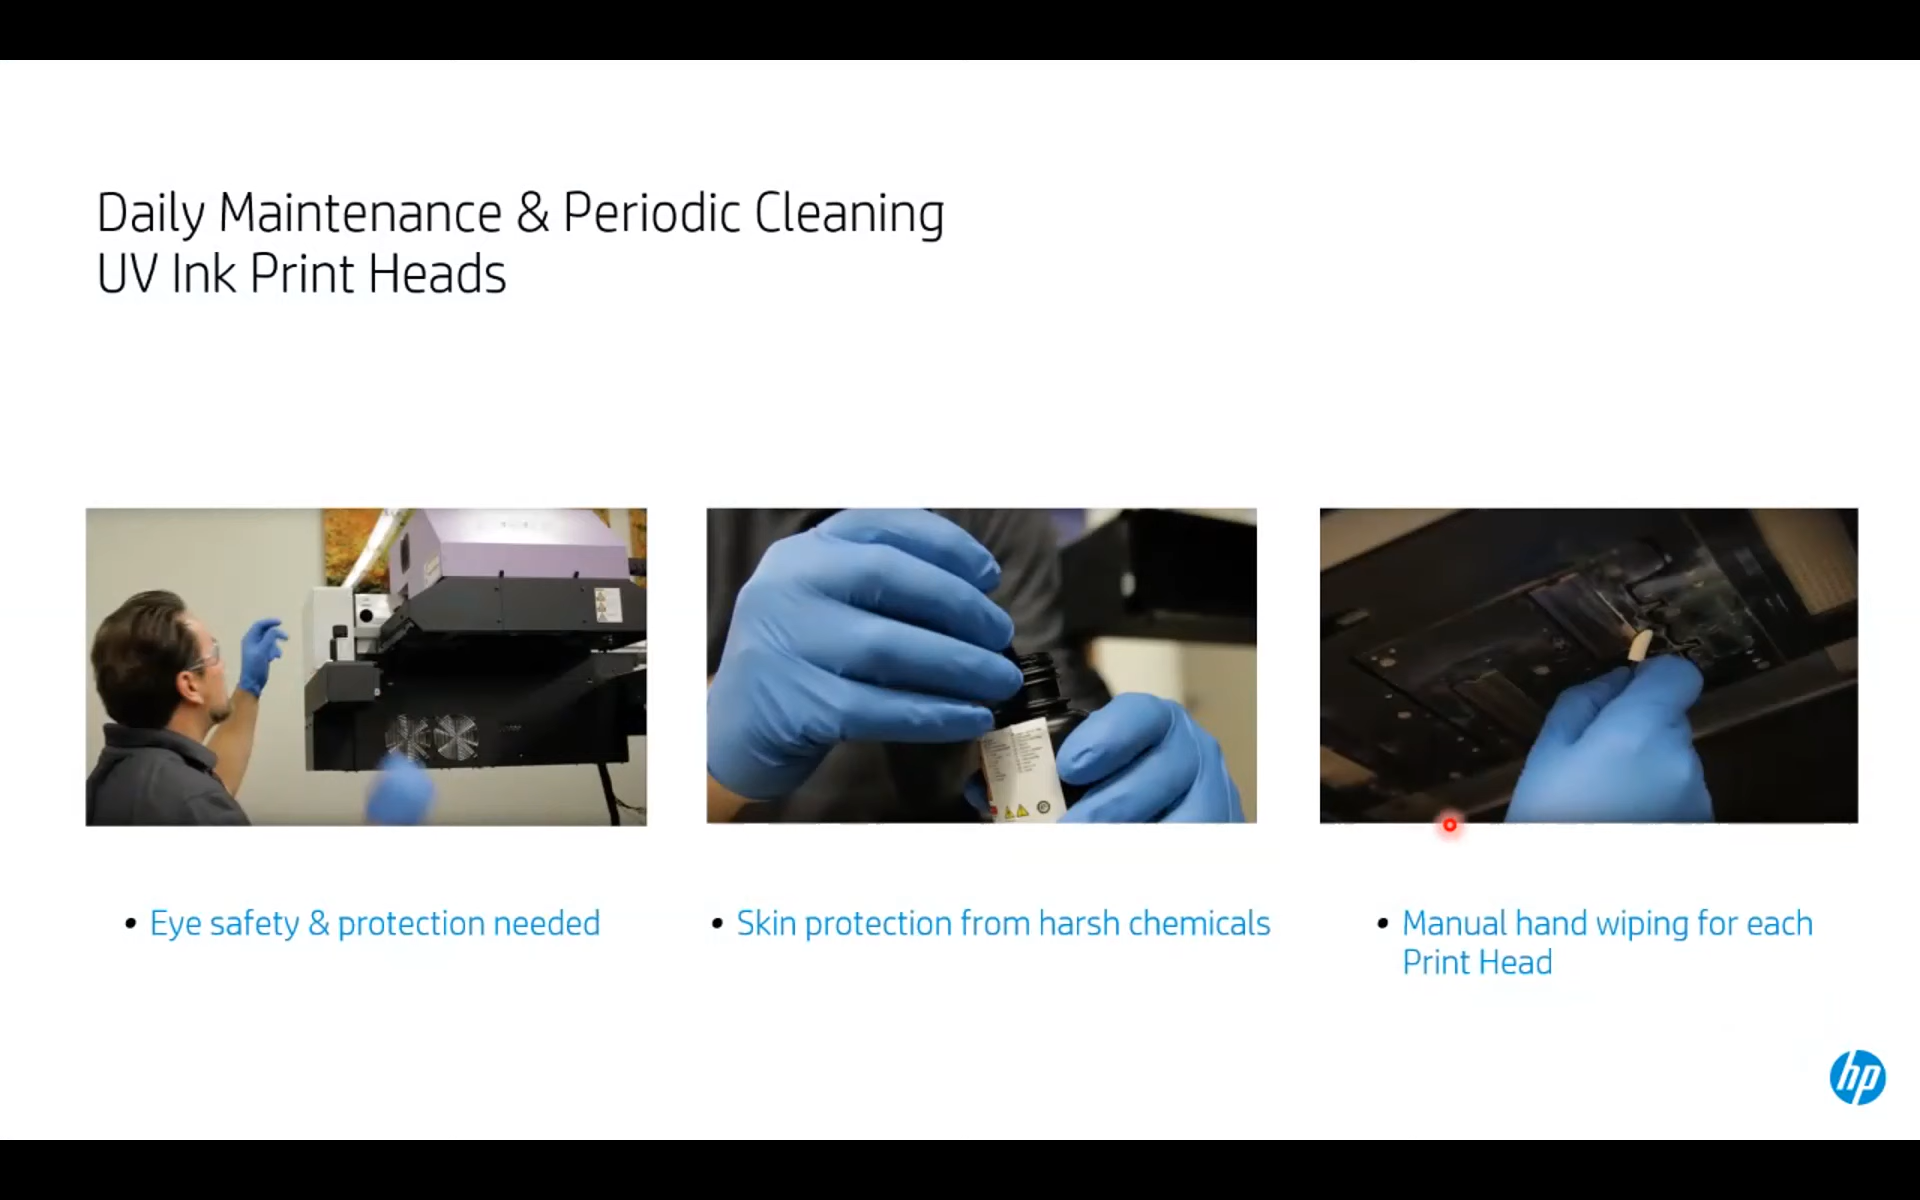 Daily Maintenance & Periodic Cleaning
UV Ink Print Heads
• Eye safety & protection needed
• Skin protection from harsh chemicals
• Manual hand wiping for each
Print Head
hp